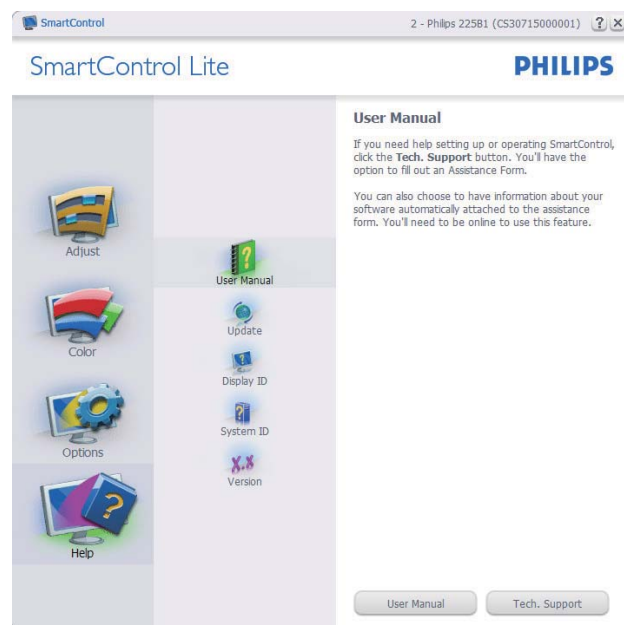 SmartControl
2 - Philips 225B1 (CS30715000001) ? X
SmartControl Lite
PHILIPS
Adjust
Color
Options
Help
User Manual
Update
Display ID
System ID
X.X
Version
User Manual
If you need help setting up or operating SmartControl,
click the Tech. Support button. You'll have the
option to fill out an Assistance Form.
You can also choose to have information about your
software automatically attached to the assistance
form. You'll need to be online to use this feature.
User Manual
Tech. Support